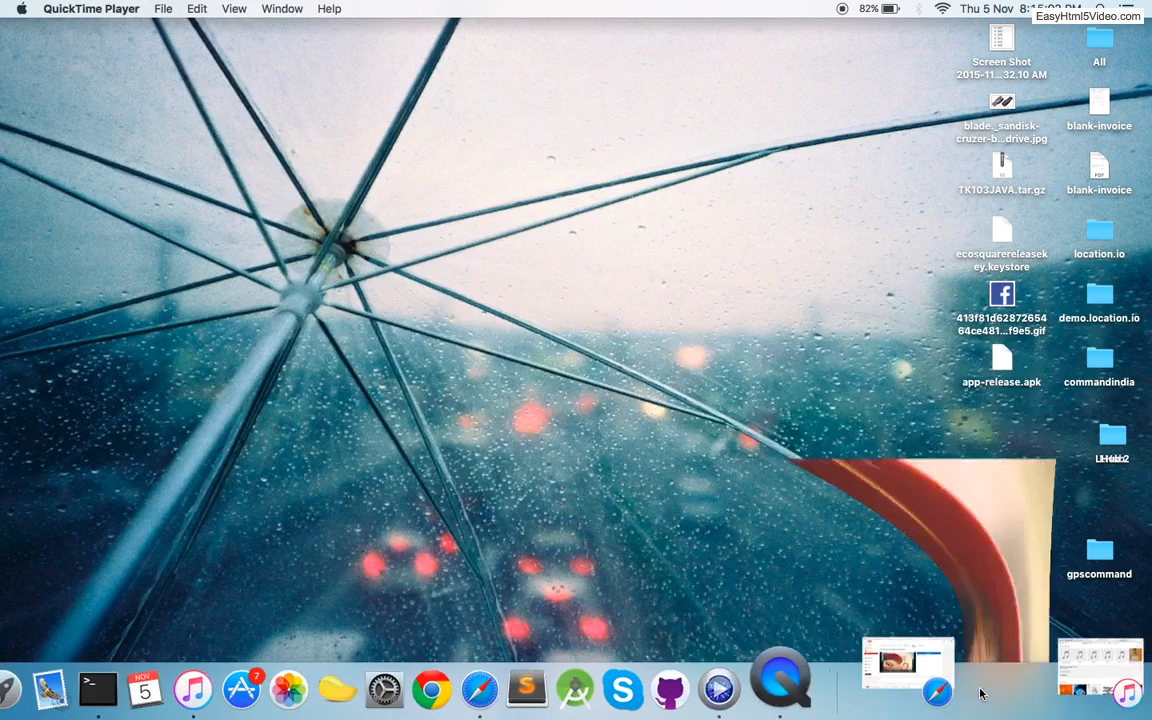 QuickTime Player File Edit View Window Help
82% Thu 5 Nov
EasyHtml5Video.com
Screen Shot
2015-11...32.10 AM
All
blade._sandisk-
cruzer-b...drive.jpg
blank-invoice
TK103JAVA.tar.gz
PDF
blank-invoice
ecosquarereleasek
ey.keystore
location.io
413f81d62872654
64ce481...f9e5.gif
demo.location.io
app-release.apk
commandindia
gpscommand
>_
NOV
5
7
S
S